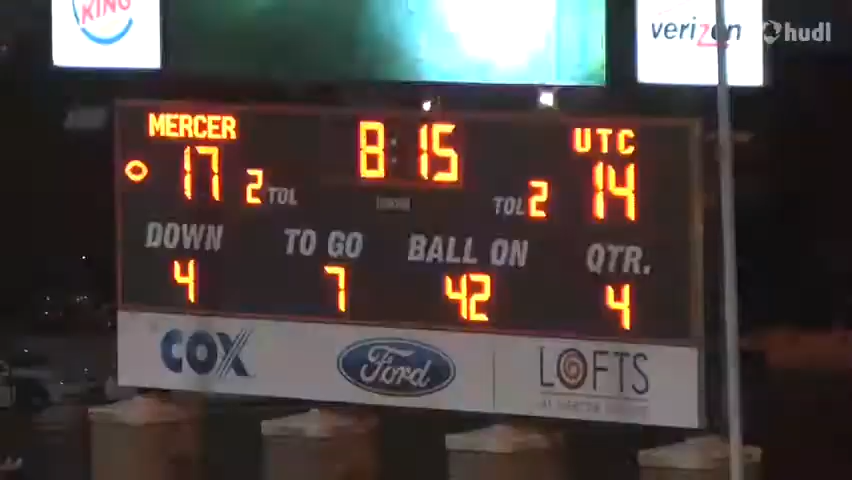 KING
verizon
hudl
MERCER 8:15 UTC
17 2 TOL TOL 2 14
DOWN TO GO BALL ON QTR.
4 7 42 4
COX Ford LOFTS